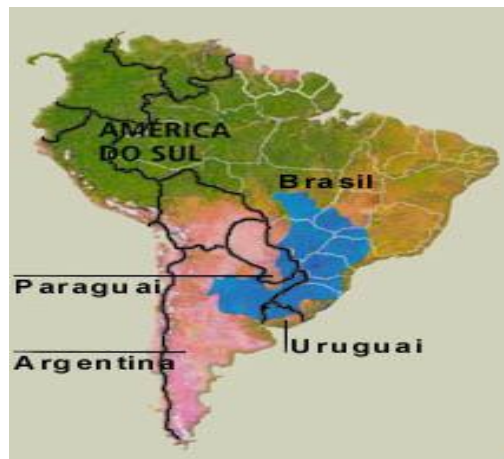 AMÉRICA
DO SUL
Brasil
Paraguai
Uruguai
Argentina